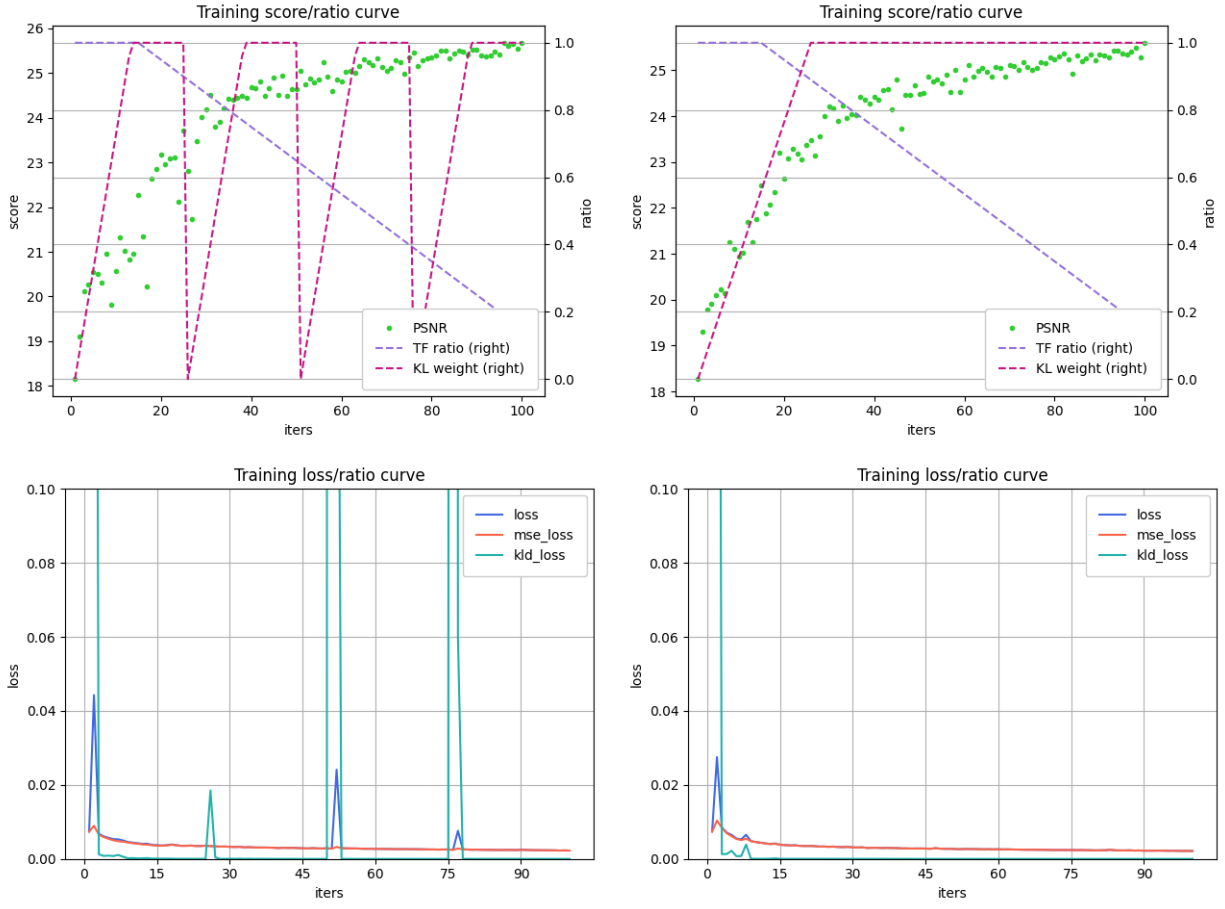 Training score/ratio curve
26
25
24
23
22
21
20
19
18
score
1.0
0.8
0.6
0.4
0.2
0.0
ratio
PSNR
TF ratio (right)
KL weight (right)
0 20 40 60 80 100
iters
Training score/ratio curve
25
24
23
22
21
20
19
18
score
1.0
0.8
0.6
0.4
0.2
0.0
ratio
PSNR
TF ratio (right)
KL weight (right)
0 20 40 60 80 100
iters
Training loss/ratio curve
0.10
0.08
0.06
0.04
0.02
0.00
loss
loss
mse_loss
kld_loss
0 15 30 45 60 75 90
iters
Training loss/ratio curve
0.10
0.08
0.06
0.04
0.02
0.00
loss
loss
mse_loss
kld_loss
0 15 30 45 60 75 90
iters